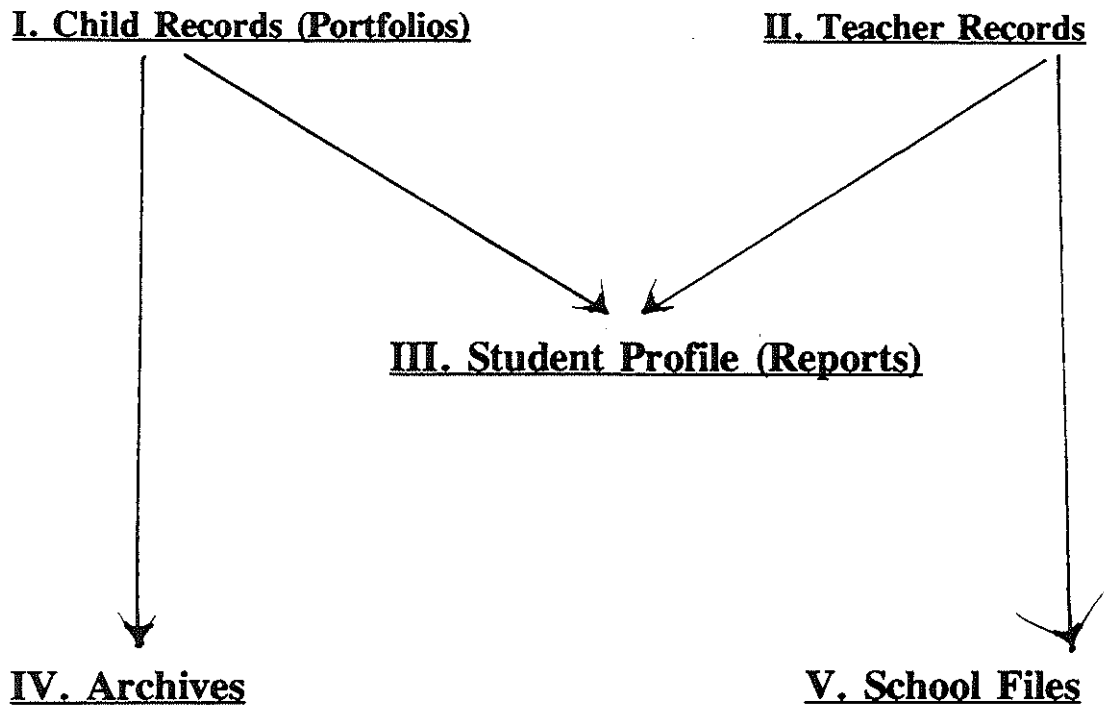 I. Child Records (Portfolios)
II. Teacher Records
III. Student Profile (Reports)
IV. Archives
V. School Files